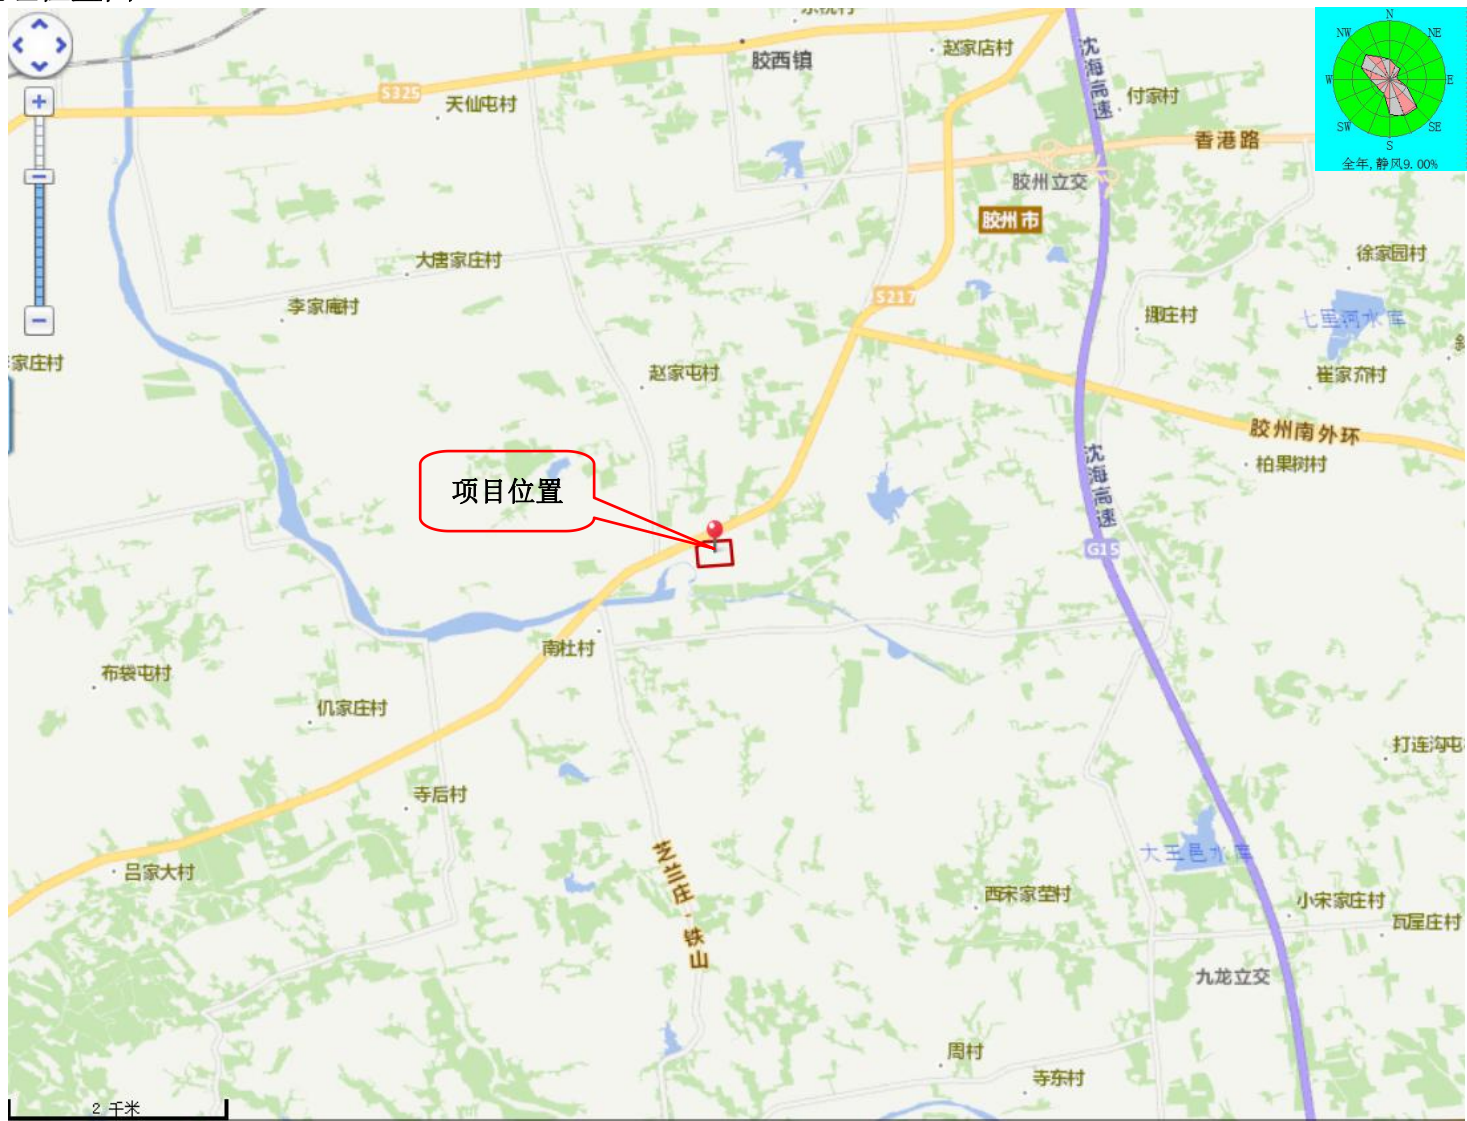 胶西镇
赵家店村
沈海高速
付家村
S325
天仙屯村
香港路
胶州立交
胶州市
N
NE
E
SE
S
SW
W
NW
全年,静风9.00%
徐家园村
大唐家庄村
李家庵村
S217
挪庄村
七里河水库
家庄村
赵家屯村
崔家夼村
胶州南外环
柏果树村
沈海高速
项目位置
G15
南杜村
布袋屯村
仉家庄村
打连沟屯
寺后村
吕家大村
芝兰庄-铁山
大王邑水库
西宋家茔村
小宋家庄村
瓦屋庄村
九龙立交
周村
寺东村
2 千米